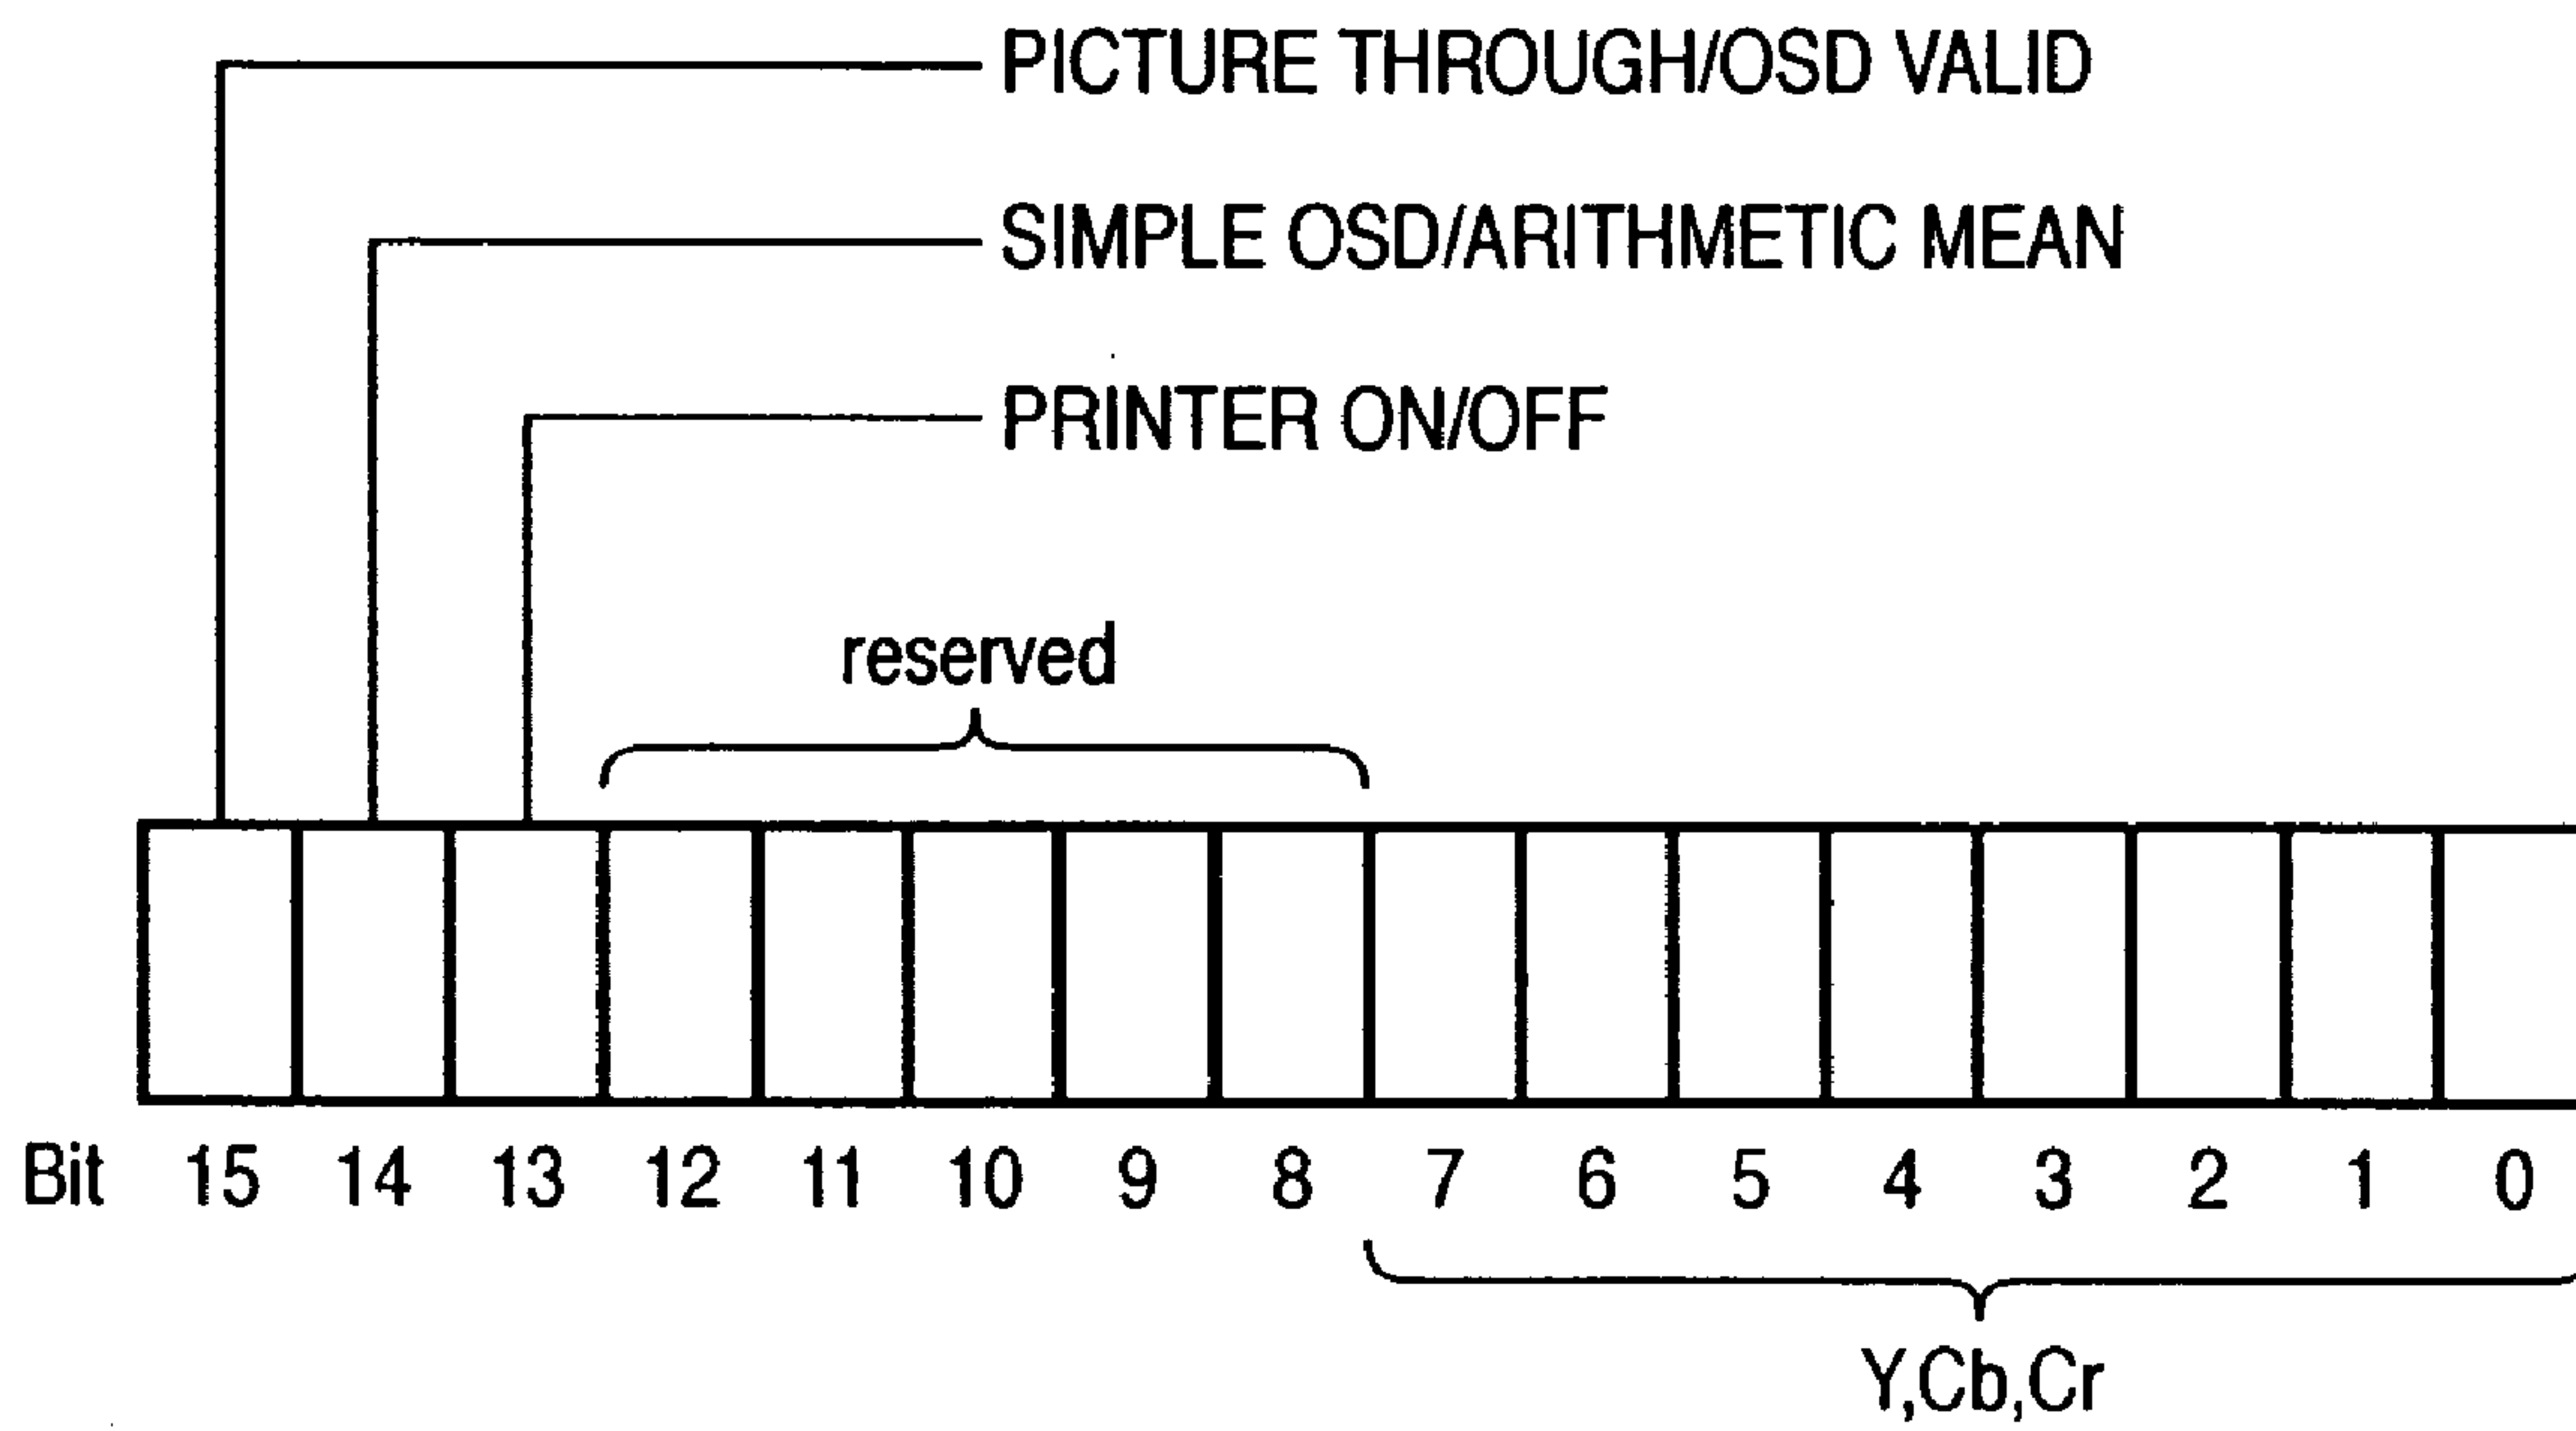 PICTURE THROUGH/OSD VALID
SIMPLE OSD/ARITHMETIC MEAN
PRINTER ON/OFF
reserved
Bit 15 14 13 12 11 10 9 8 7 6 5 4 3 2 1 0
Y,Cb,Cr